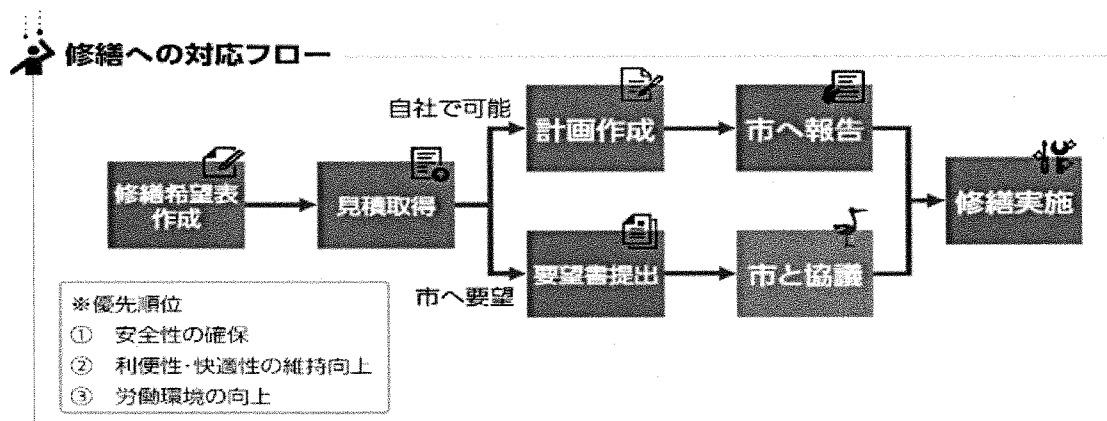 修繕への対応フロー
自社で可能
計画作成
市へ報告
修繕希望表
作成
見積取得
修繕実施
市へ要望
要望書提出
市と協議
※優先順位
① 安全性の確保
② 利便性・快適性の維持向上
③ 労働環境の向上